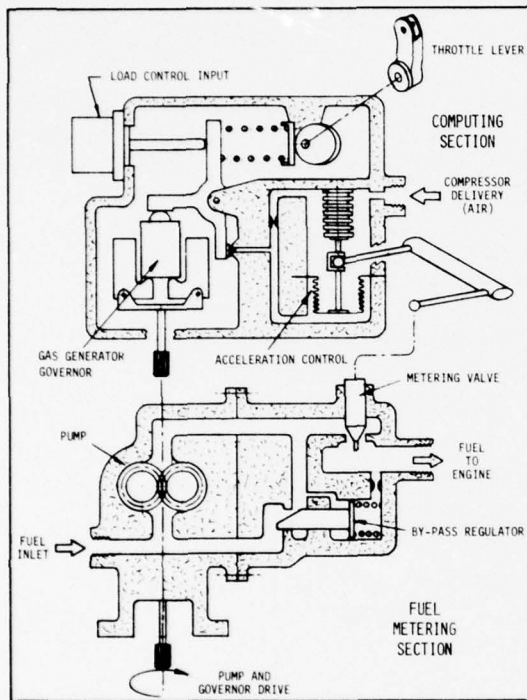 THROTTLE LEVER
LOAD CONTROL INPUT
COMPUTING
SECTION
COMPRESSOR
DELIVERY
(AIR)
GAS GENERATOR
GOVERNOR
ACCELERATION CONTROL
METERING VALVE
PUMP
FUEL
TO
ENGINE
FUEL
INLET
BY-PASS REGULATOR
FUEL
METERING
SECTION
PUMP AND
GOVERNOR DRIVE